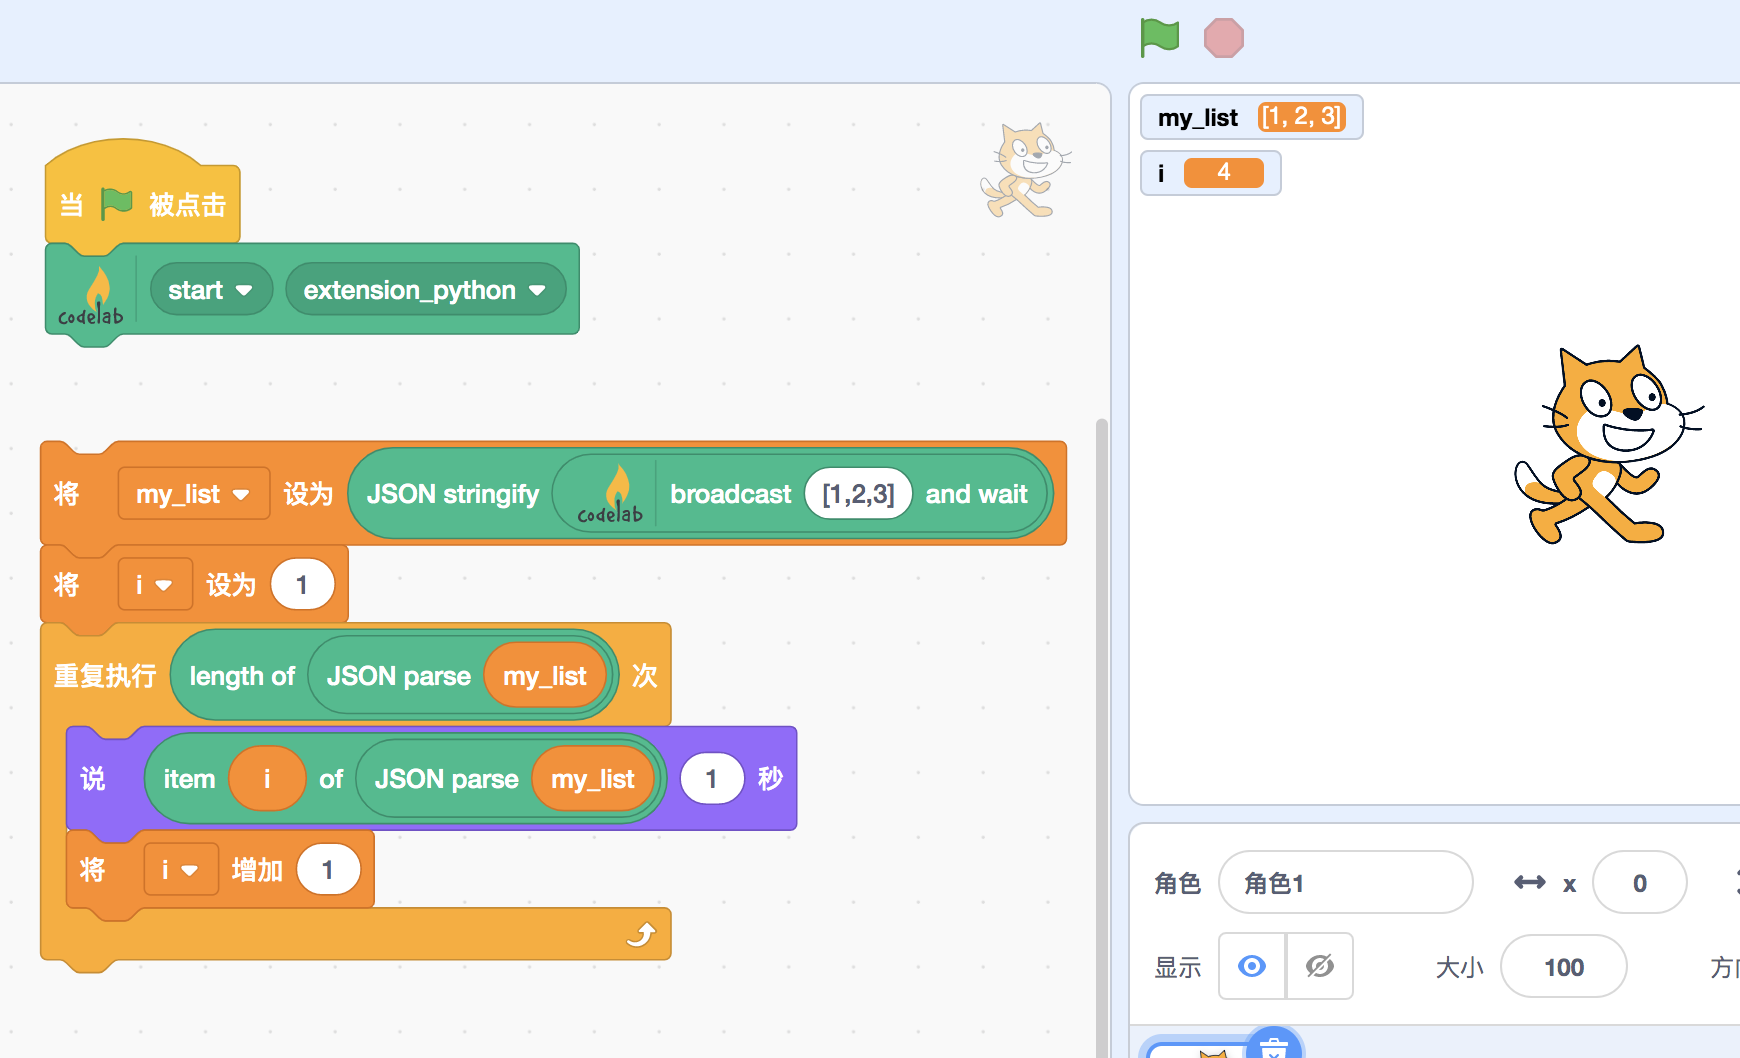 当 被点击
codelab start extension_python
将 my_list 设为 JSON stringify codelab broadcast [1,2,3] and wait
将 i 设为 1
重复执行 length of JSON parse my_list 次
说 item i of JSON parse my_list 1 秒
将 i 增加 1
my_list [1, 2, 3]
i 4
角色 角色1 x 0
显示 大小 100